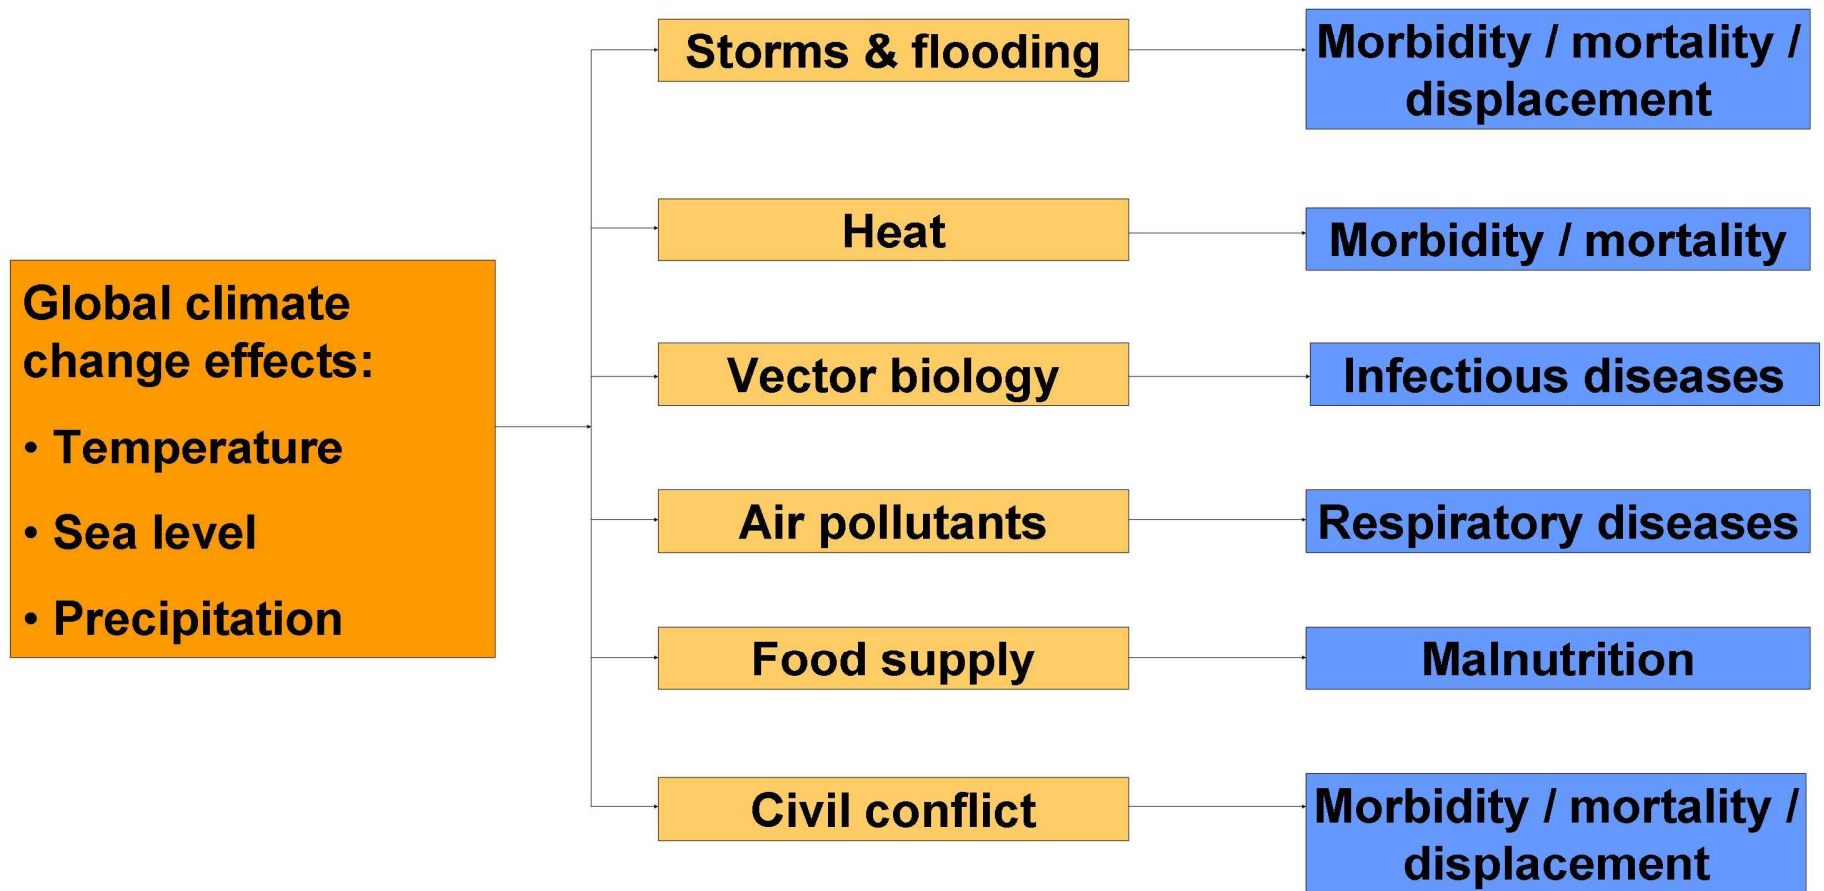 Storms & flooding
Morbidity / mortality /
displacement
Heat
Morbidity / mortality
Global climate
change effects:
• Temperature
• Sea level
• Precipitation
Vector biology
Infectious diseases
Air pollutants
Respiratory diseases
Food supply
Malnutrition
Civil conflict
Morbidity / mortality /
displacement